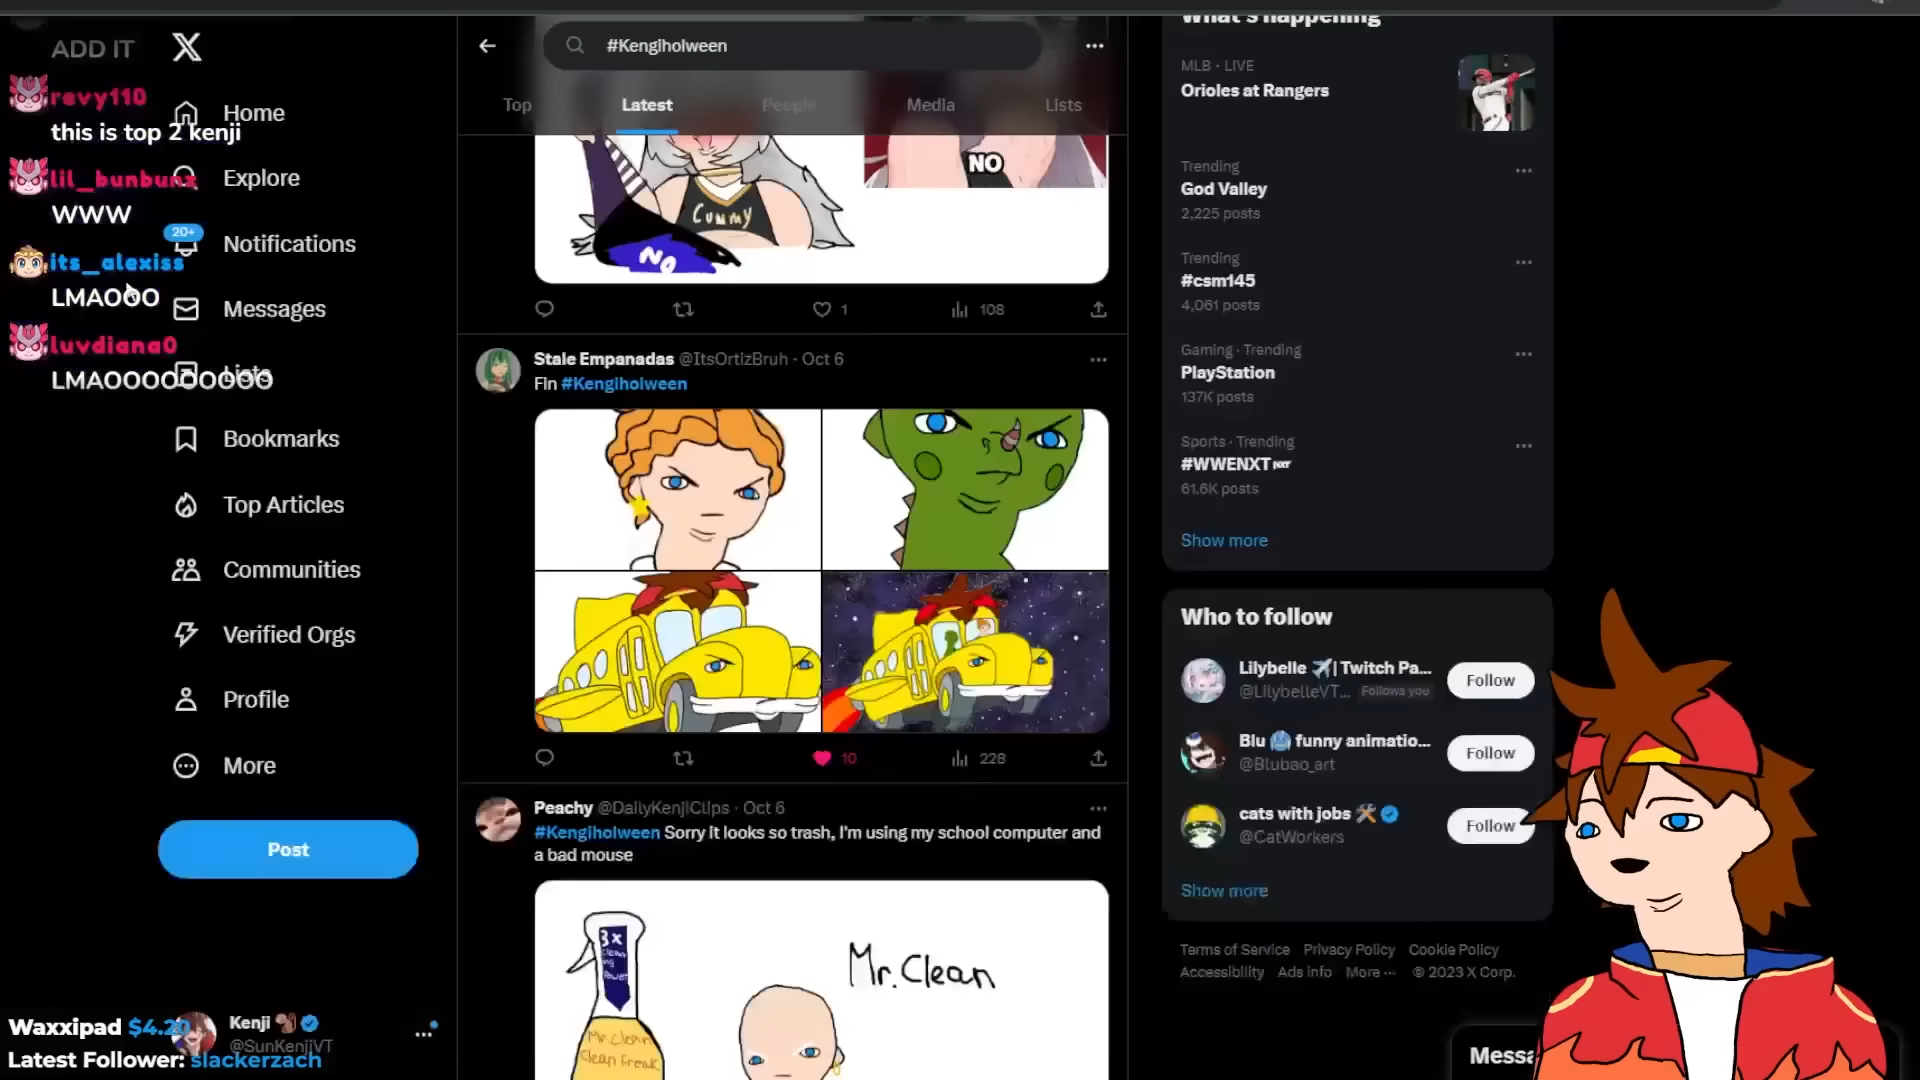 ADD IT
revy110
this is top 2 kenji
lil_bunbunx
WWW
its_alexiss
LMAOOO
luvdiana0
LMAOOOOOOOOO
Home
Explore
20+
Notifications
Messages
Lists
Bookmarks
Top Articles
Communities
Verified Orgs
Profile
More
Post
Waxxipad $4.20
Latest Follower: slackerzach
Kenji
@SunKenjiVT
#Kengiholween
Top
Latest
People
Media
Lists
Cummy
NO
NO
1
108
Stale Empanadas @ItsOrtizBruh · Oct 6
Fin #Kengiholween
10
228
Peachy @DailyKenjiClips · Oct 6
#Kengiholween Sorry it looks so trash, I'm using my school computer and
a bad mouse
3x
Mr. Clean
Clean Freak
Mr. Clean
What's happening
MLB · LIVE
Orioles at Rangers
Trending
God Valley
2,225 posts
Trending
#csm145
4,061 posts
Gaming · Trending
PlayStation
137K posts
Sports · Trending
#WWENXT
61.6K posts
Show more
Who to follow
Lilybelle | Twitch Pa...
@LilybelleVT... Follows you
Follow
Blu funny animatio...
@Blubao_art
Follow
cats with jobs
@CatWorkers
Follow
Show more
Terms of Service Privacy Policy Cookie Policy
Accessibility Ads info More ··· © 2023 X Corp.
Messa